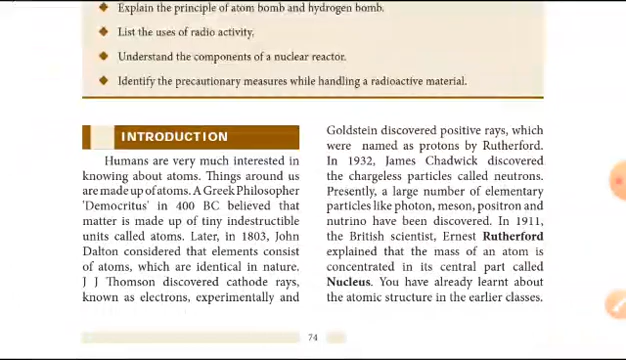 Explain the principle of atom bomb and hydrogen bomb.
List the uses of radio activity.
Understand the components of a nuclear reactor.
Identify the precautionary measures while handling a radioactive material.
INTRODUCTION
Humans are very much interested in
knowing about atoms. Things around us
are made up of atoms. A Greek Philosopher
'Democritus' in 400 BC believed that
matter is made up of tiny indestructible
units called atoms. Later, in 1803, John
Dalton considered that elements consist
of atoms, which are identical in nature.
J J Thomson discovered cathode rays,
known as electrons, experimentally and
Goldstein discovered positive rays, which
were named as protons by Rutherford.
In 1932, James Chadwick discovered
the chargeless particles called neutrons.
Presently, a large number of elementary
particles like photon, meson, positron and
nutrino have been discovered. In 1911,
the British scientist, Ernest Rutherford
explained that the mass of an atom is
concentrated in its central part called
Nucleus. You have already learnt about
the atomic structure in the earlier classes.
74